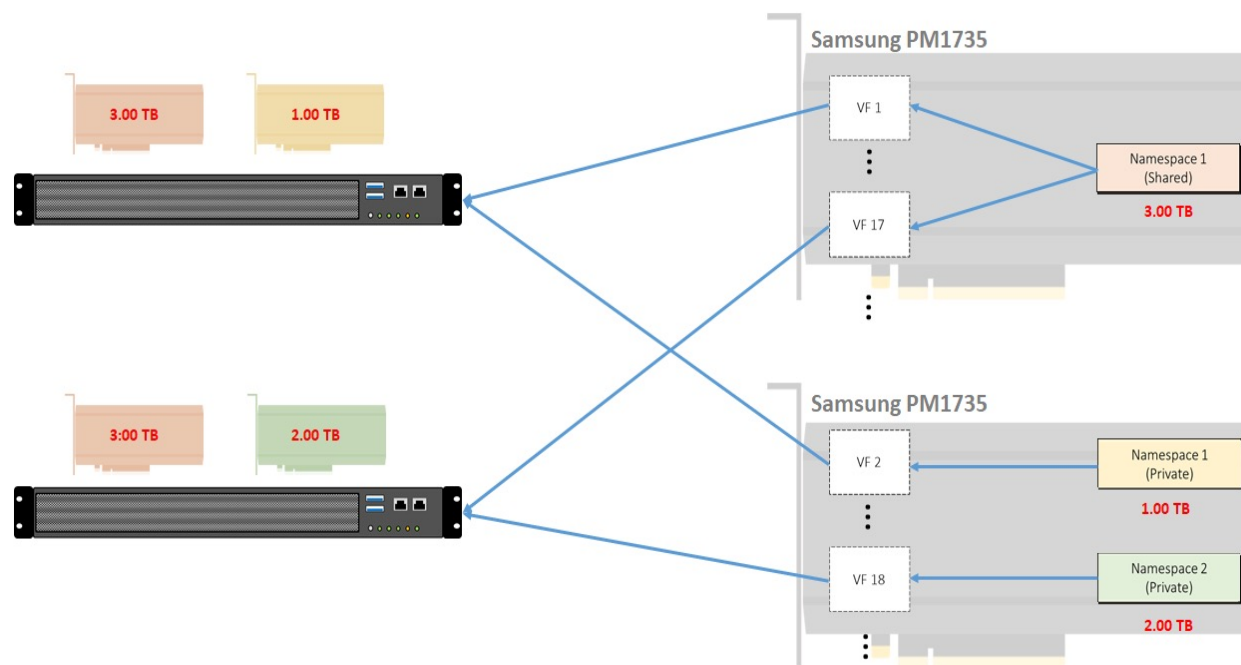 Samsung PM1735
3.00 TB
1.00 TB
VF 1
Namespace 1
(Shared)
3.00 TB
VF 17
Samsung PM1735
3:00 TB
2.00 TB
VF 2
Namespace 1
(Private)
1.00 TB
VF 18
Namespace 2
(Private)
2.00 TB